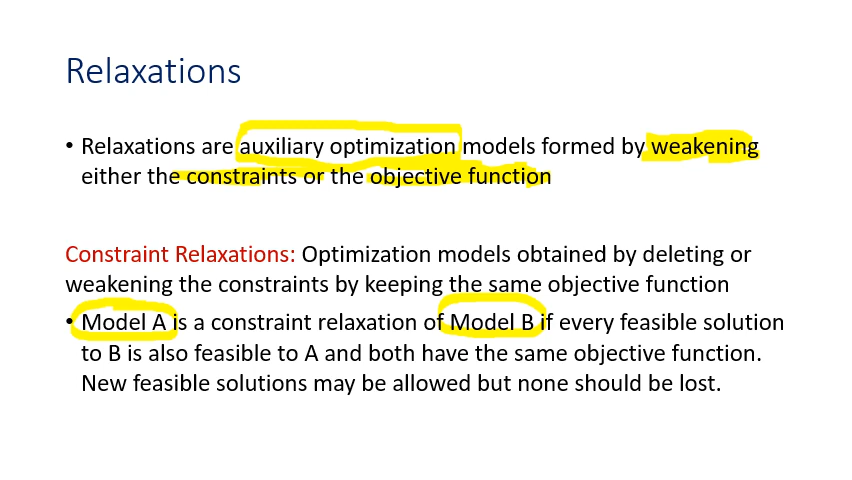 Relaxations
• Relaxations are auxiliary optimization models formed by weakening
either the constraints or the objective function
Constraint Relaxations: Optimization models obtained by deleting or
weakening the constraints by keeping the same objective function
• Model A is a constraint relaxation of Model B if every feasible solution
to B is also feasible to A and both have the same objective function.
New feasible solutions may be allowed but none should be lost.